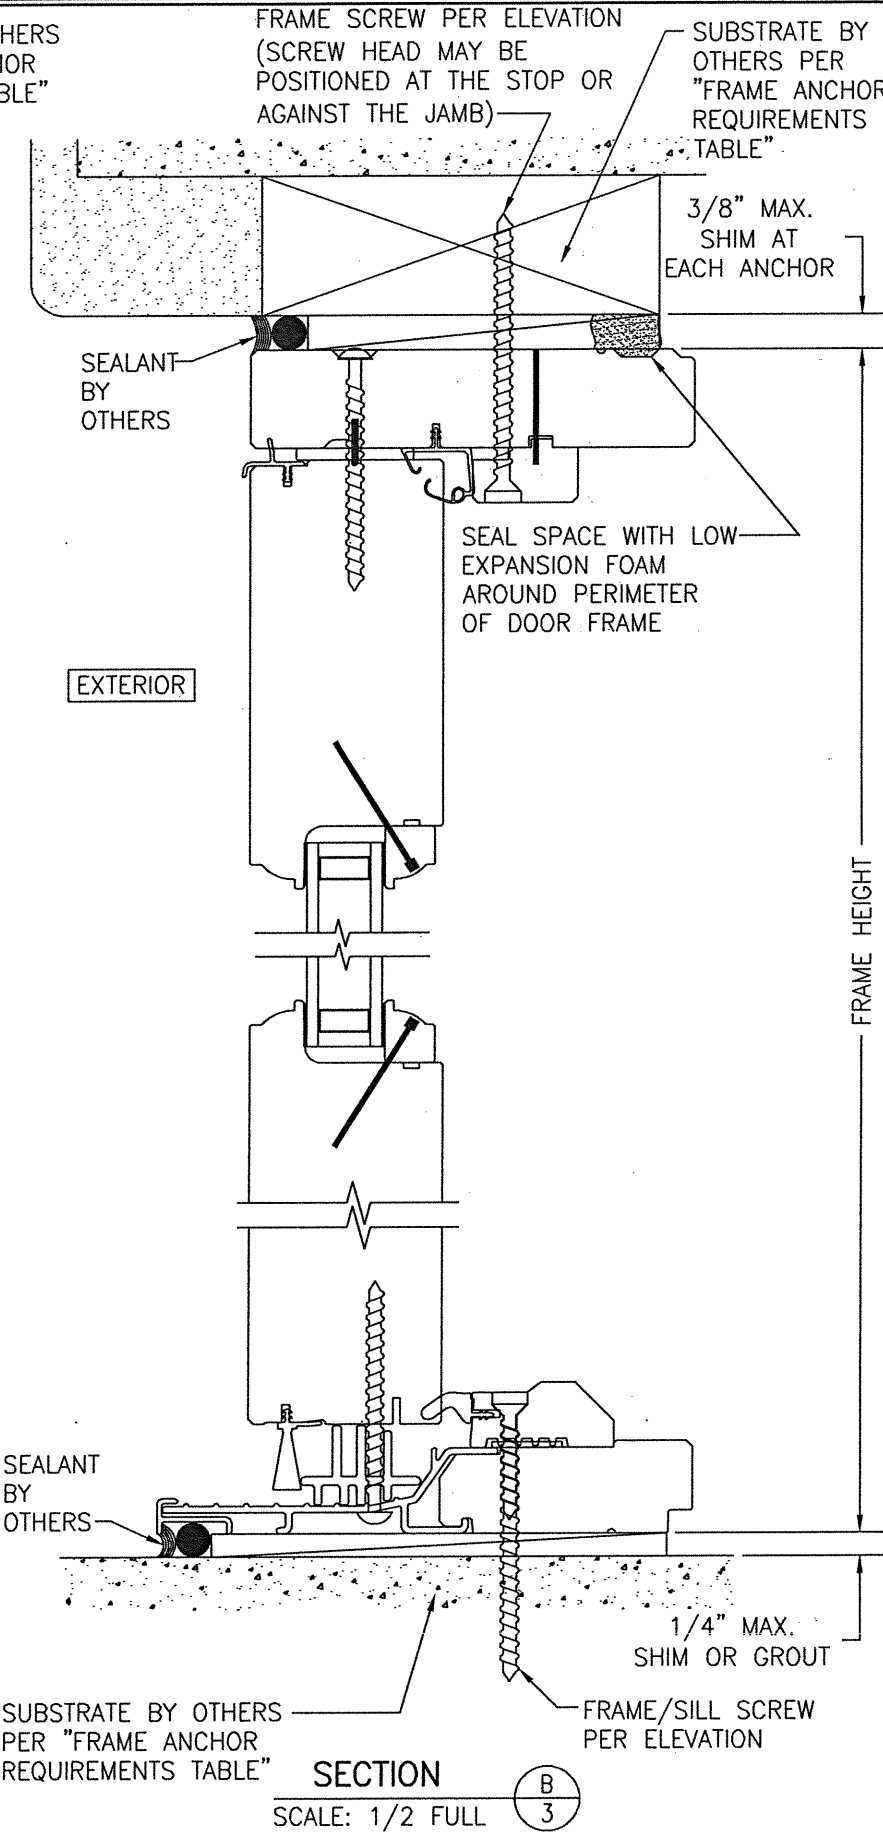 HERS
IOR
BLE"
FRAME SCREW PER ELEVATION
(SCREW HEAD MAY BE
POSITIONED AT THE STOP OR
AGAINST THE JAMB)
SUBSTRATE BY
OTHERS PER
"FRAME ANCHOR
REQUIREMENTS
TABLE"
3/8" MAX.
SHIM AT
EACH ANCHOR
SEALANT
BY
OTHERS
SEAL SPACE WITH LOW
EXPANSION FOAM
AROUND PERIMETER
OF DOOR FRAME
EXTERIOR
FRAME HEIGHT
SEALANT
BY
OTHERS
1/4" MAX.
SHIM OR GROUT
SUBSTRATE BY OTHERS
PER "FRAME ANCHOR
REQUIREMENTS TABLE"
FRAME/SILL SCREW
PER ELEVATION
SECTION
SCALE: 1/2 FULL
B
3